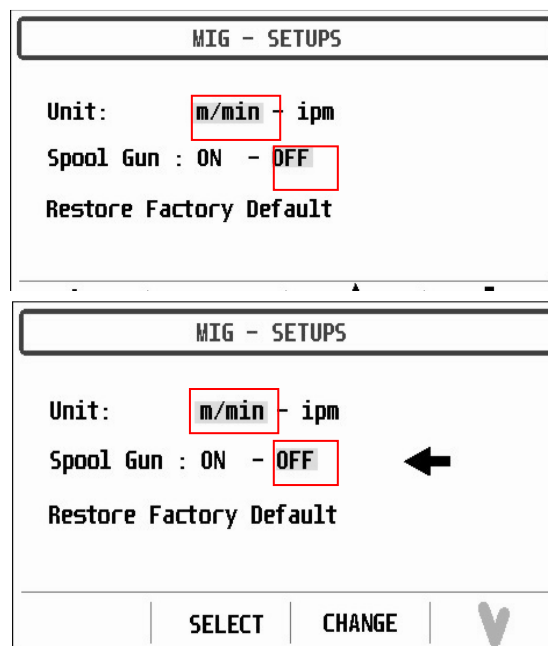 MIG - SETUPS
Unit: m/min - ipm
Spool Gun : ON - OFF
Restore Factory Default
MIG - SETUPS
Unit: m/min - ipm
Spool Gun : ON - OFF
Restore Factory Default
SELECT CHANGE